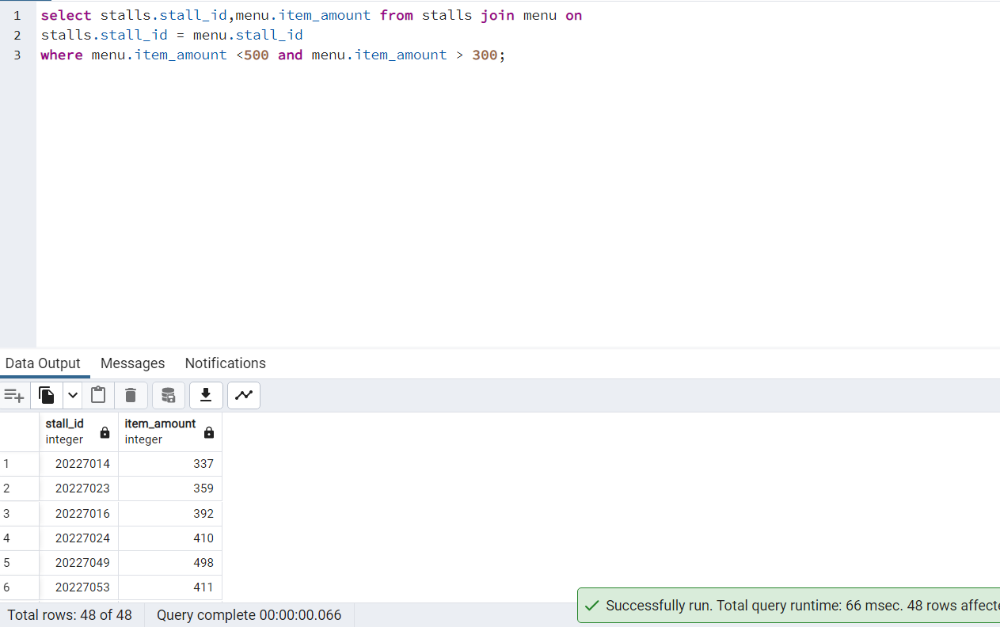 1 select stalls.stall_id,menu.item_amount from stalls join menu on
2 stalls.stall_id = menu.stall_id
3 where menu.item_amount <500 and menu.item_amount > 300;
Data Output Messages Notifications
stall_id item_amount
integer integer
1 20227014 337
2 20227023 359
3 20227016 392
4 20227024 410
5 20227049 498
6 20227053 411
Successfully run. Total query runtime: 66 msec. 48 rows affecte
Total rows: 48 of 48 Query complete 00:00:00.066